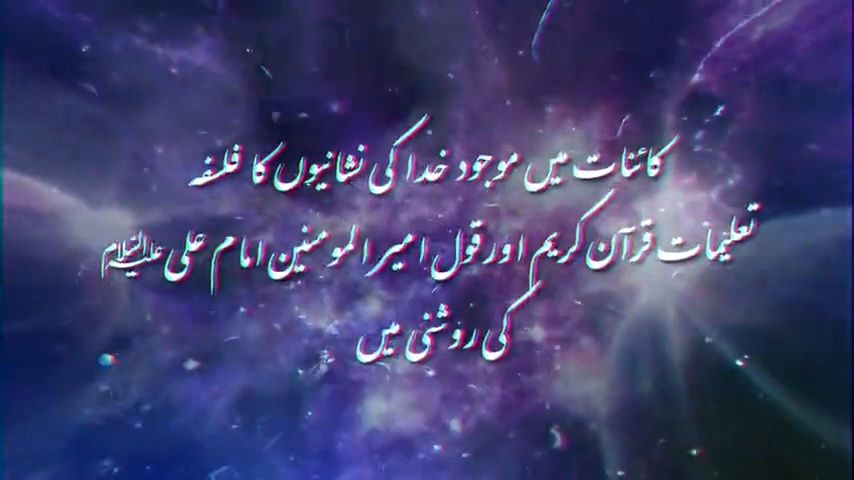 کائنات میں موجود خدا کی نشانیوں کا فلسفہ
تعلیمات قرآن کریم اور قول امیر المومنین امام علی علیہ السلام
کی روشنی میں